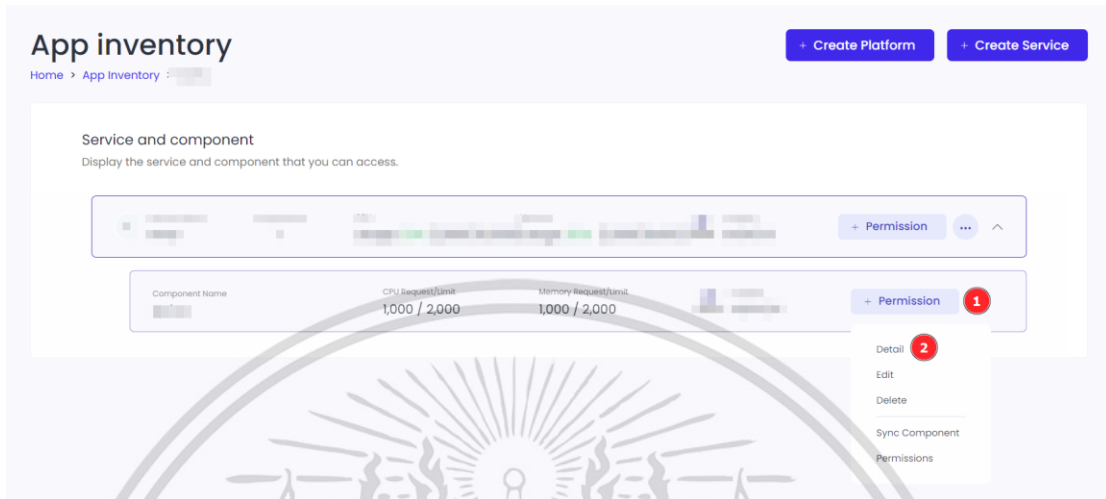 App inventory
+ Create Platform
+ Create Service
Home > App Inventory >
Service and component
Display the service and component that you can access.
+ Permission
Component Name
CPU Request/Limit
1,000 / 2,000
Memory Request/Limit
1,000 / 2,000
+ Permission
1
Detail
2
Edit
Delete
Sync Component
Permissions